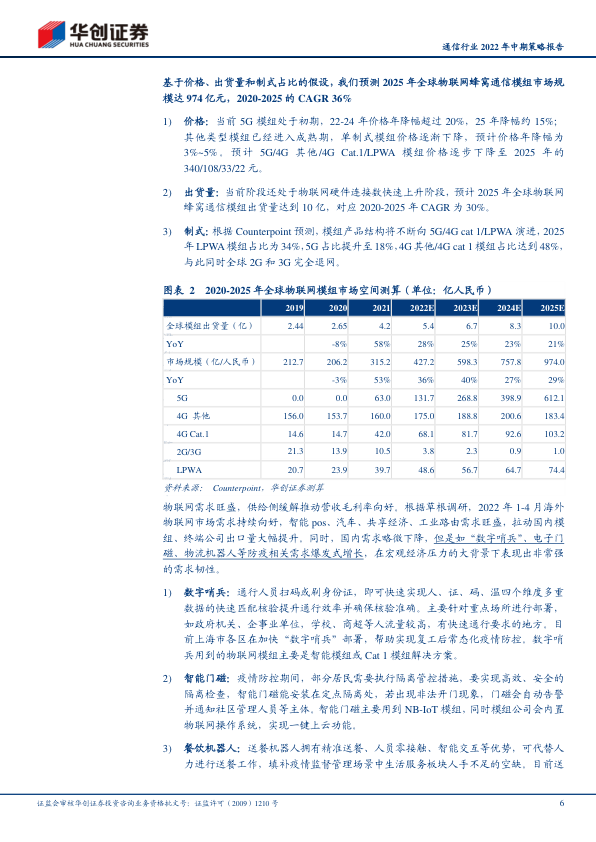 华创证券
HUA CHUANG SECURITIES
通信行业 2022 年中期策略报告
基于价格、出货量和制式占比的假设，我们预测 2025 年全球物联网蜂窝通信模组市场规
模达 974 亿元，2020-2025 的 CAGR 36%
1) 价格：当前 5G 模组处于初期，22-24 年价格年降幅超过 20%，25 年降幅约 15%；
其他类型模组已经进入成熟期，单制式模组价格逐渐下降，预计价格年降幅为
3%~5%。预计 5G/4G 其他/4G Cat.1/LPWA 模组价格逐步下降至 2025 年的
340/108/33/22 元。
2) 出货量：当前阶段还处于物联网硬件连接数快速上升阶段，预计 2025 年全球物联网
蜂窝通信模组出货量达到 10 亿，对应 2020-2025 年 CAGR 为 30%。
3) 制式：根据 Counterpoint 预测，模组产品结构将不断向 5G/4G cat 1/LPWA 演进，2025
年 LPWA 模组占比为 34%，5G 占比提升至 18%，4G 其他/4G cat 1 模组占比达到 48%，
与此同时全球 2G 和 3G 完全退网。
图表 2 2020-2025 年全球物联网模组市场空间测算（单位：亿人民币）
2019 2020 2021 2022E 2023E 2024E 2025E
全球模组出货量（亿） 2.44 2.65 4.2 5.4 6.7 8.3 10.0
YoY -8% 58% 28% 25% 23% 21%
市场规模（亿/人民币） 212.7 206.2 315.2 427.2 598.3 757.8 974.0
YoY -3% 53% 36% 40% 27% 29%
5G 0.0 0.0 63.0 131.7 268.8 398.9 612.1
4G 其他 156.0 153.7 160.0 175.0 188.8 200.6 183.4
4G Cat.1 14.6 14.7 42.0 68.1 81.7 92.6 103.2
2G/3G 21.3 13.9 10.5 3.8 2.3 0.9 1.0
LPWA 20.7 23.9 39.7 48.6 56.7 64.7 74.4
资料来源： Counterpoint，华创证券测算
物联网需求旺盛，供给侧缓解推动营收毛利率向好。根据草根调研，2022 年 1-4 月海外
物联网市场需求持续向好，智能 pos、汽车、共享经济、工业路由需求旺盛，拉动国内模
组、终端公司出口量大幅提升。同时，国内需求略微下降，但是如“数字哨兵”、电子门
磁、物流机器人等防疫相关需求爆发式增长，在宏观经济压力的大背景下表现出非常强
的需求韧性。
1) 数字哨兵：通行人员扫码或刷身份证，即可快速实现人、证、码、温四个维度多重
数据的快速匹配核验提升通行效率并确保核验准确。主要针对重点场所进行部署，
如政府机关、企事业单位，学校、商超等人流量较高，有快速通行要求的地方。目
前上海市各区在加快“数字哨兵”部署，帮助实现复工后常态化疫情防控。数字哨
兵用到的物联网模组主要是智能模组或 Cat 1 模组解决方案。
2) 智能门磁：疫情防控期间，部分居民需要执行隔离管控措施，要实现高效、安全的
隔离检查，智能门磁能安装在定点隔离处，若出现非法开门现象，门磁会自动告警
并通知社区管理人员等主体。智能门磁主要用到 NB-IoT 模组，同时模组公司会内置
物联网操作系统，实现一键上云功能。
3) 餐饮机器人：送餐机器人拥有精准送餐、人员零接触、智能交互等优势，可代替人
力进行送餐工作，填补疫情监督管理场景中生活服务板块人手不足的空缺。目前送
证监会审核华创证券投资咨询业务资格批文号：证监许可（2009）1210 号
6